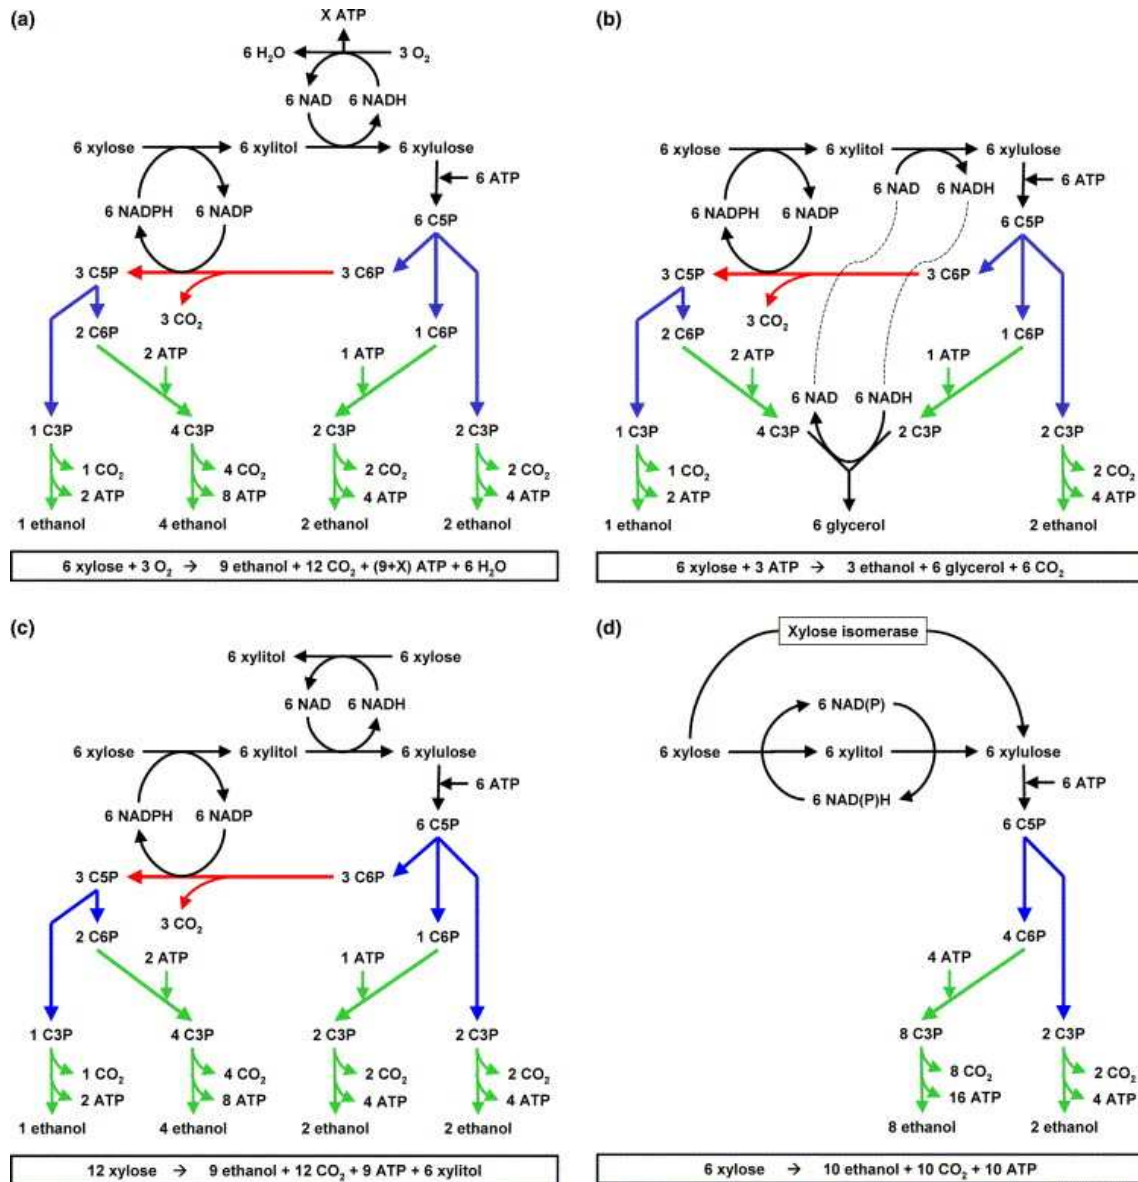 (a)
X ATP
6 H₂O 3 O₂
6 NAD 6 NADH
6 xylose 6 xylitol 6 xylulose
6 ATP
6 NADPH 6 NADP
6 C5P
3 C5P 3 C6P
3 CO₂
2 C6P 1 C6P
2 ATP 1 ATP
1 C3P 4 C3P 2 C3P 2 C3P
1 CO₂ 4 CO₂ 2 CO₂ 2 CO₂
2 ATP 8 ATP 4 ATP 4 ATP
1 ethanol 4 ethanol 2 ethanol 2 ethanol
6 xylose + 3 O₂ → 9 ethanol + 12 CO₂ + (9+X) ATP + 6 H₂O
(b)
6 xylose 6 xylitol 6 xylulose
6 NAD 6 NADH 6 ATP
6 NADPH 6 NADP
6 C5P
3 C5P 3 C6P
3 CO₂
2 C6P 1 C6P
2 ATP 1 ATP
6 NAD 6 NADH
1 C3P 4 C3P 2 C3P 2 C3P
1 CO₂ 2 CO₂
2 ATP 4 ATP
1 ethanol 6 glycerol 2 ethanol
6 xylose + 3 ATP → 3 ethanol + 6 glycerol + 6 CO₂
(c)
6 xylitol 6 xylose
6 NAD 6 NADH
6 xylose 6 xylitol 6 xylulose
6 ATP
6 NADPH 6 NADP
6 C5P
3 C5P 3 C6P
3 CO₂
2 C6P 1 C6P
2 ATP 1 ATP
1 C3P 4 C3P 2 C3P 2 C3P
1 CO₂ 4 CO₂ 2 CO₂ 2 CO₂
2 ATP 8 ATP 4 ATP 4 ATP
1 ethanol 4 ethanol 2 ethanol 2 ethanol
12 xylose → 9 ethanol + 12 CO₂ + 9 ATP + 6 xylitol
(d)
Xylose isomerase
6 NAD(P)
6 xylose 6 xylitol 6 xylulose
6 ATP
6 NAD(P)H
6 C5P
4 C6P
4 ATP
8 C3P 2 C3P
8 CO₂ 2 CO₂
16 ATP 4 ATP
8 ethanol 2 ethanol
6 xylose → 10 ethanol + 10 CO₂ + 10 ATP